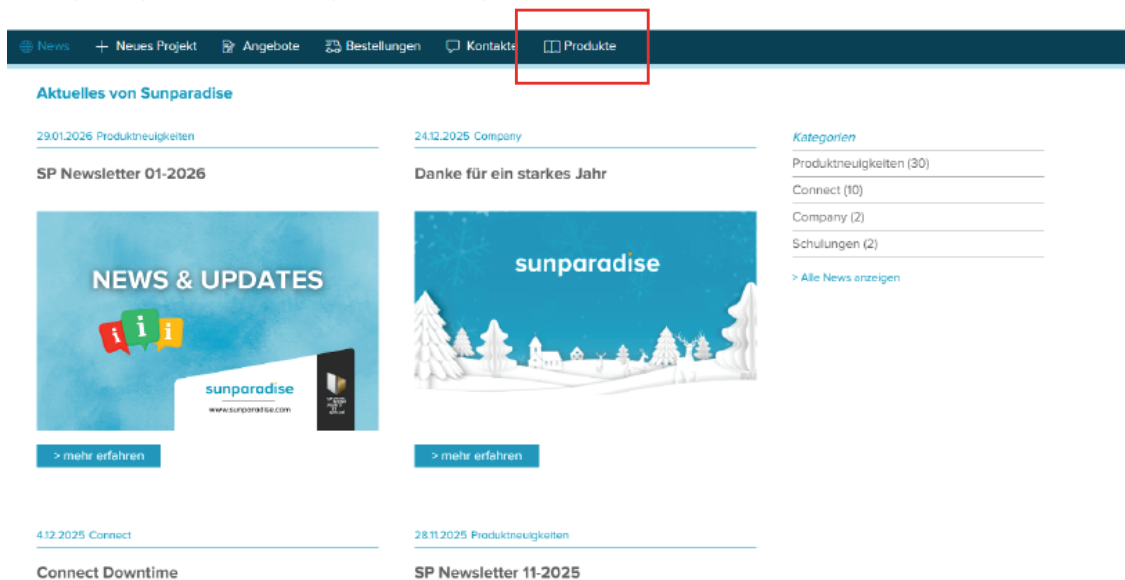 News + Neues Projekt Angebote Bestellungen Kontakte Produkte
Aktuelles von Sunparadise
29.01.2026 Produktneuigkeiten
SP Newsletter 01-2026
NEWS & UPDATES
i i i
sunparadise
www.sunparadise.com
> mehr erfahren
24.12.2025 Company
Danke für ein starkes Jahr
sunparadise
> mehr erfahren
Kategorien
Produktneuigkeiten (30)
Connect (10)
Company (2)
Schulungen (2)
> Alle News anzeigen
4.12.2025 Connect
Connect Downtime
28.11.2025 Produktneuigkeiten
SP Newsletter 11-2025